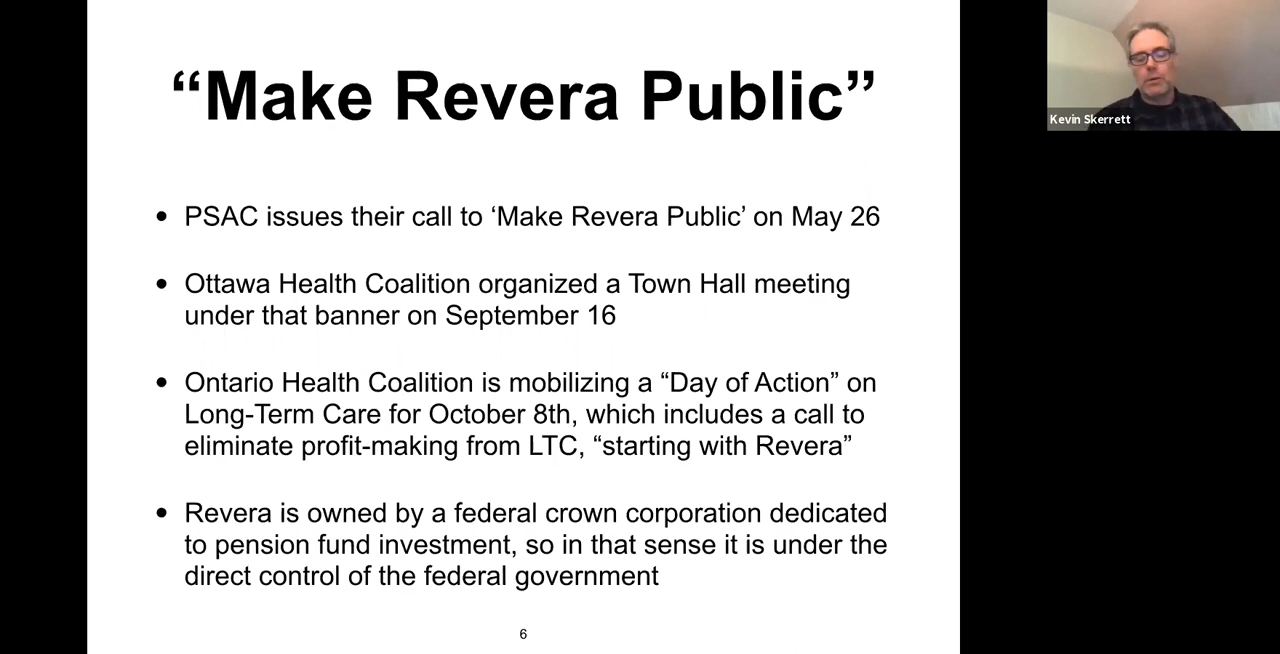 “Make Revera Public”
Kevin Skerrett
• PSAC issues their call to ‘Make Revera Public’ on May 26
• Ottawa Health Coalition organized a Town Hall meeting
under that banner on September 16
• Ontario Health Coalition is mobilizing a “Day of Action” on
Long-Term Care for October 8th, which includes a call to
eliminate profit-making from LTC, “starting with Revera”
• Revera is owned by a federal crown corporation dedicated
to pension fund investment, so in that sense it is under the
direct control of the federal government
6